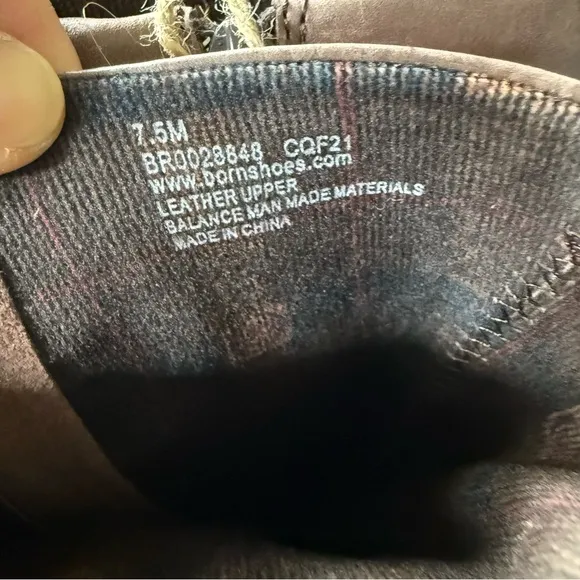 7.5M
BR0028848 CQF21
www.bornshoes.com
LEATHER UPPER
BALANCE MAN MADE MATERIALS
MADE IN CHINA